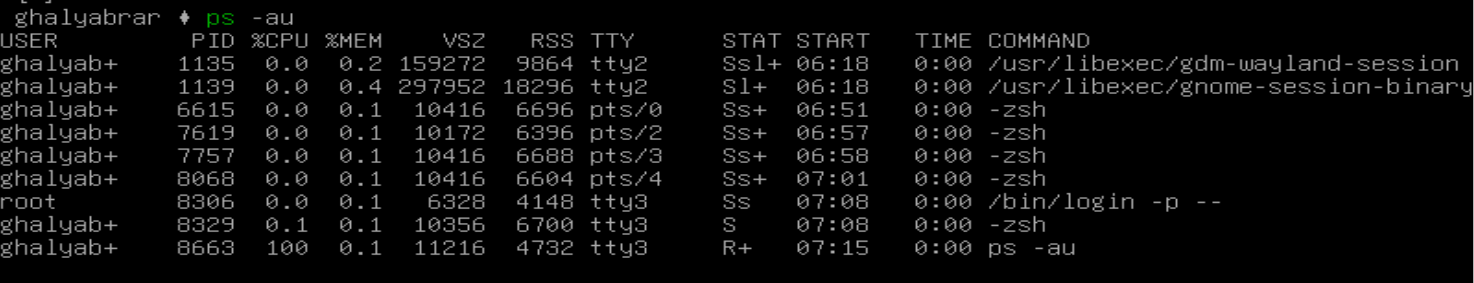 ghalyabrar ♦ ps -au
USER PID %CPU %MEM VSZ RSS TTY STAT START TIME COMMAND
ghalyab+ 1135 0.0 0.2 159272 9864 tty2 Ssl+ 06:18 0:00 /usr/libexec/gdm-wayland-session
ghalyab+ 1139 0.0 0.4 297952 18296 tty2 Sl+ 06:18 0:00 /usr/libexec/gnome-session-binary
ghalyab+ 6615 0.0 0.1 10416 6696 pts/0 Ss+ 06:51 0:00 -zsh
ghalyab+ 7619 0.0 0.1 10172 6396 pts/2 Ss+ 06:57 0:00 -zsh
ghalyab+ 7757 0.0 0.1 10416 6688 pts/3 Ss+ 06:58 0:00 -zsh
ghalyab+ 8068 0.0 0.1 10416 6604 pts/4 Ss+ 07:01 0:00 -zsh
root 8306 0.0 0.1 6328 4148 tty3 Ss 07:08 0:00 /bin/login -p --
ghalyab+ 8329 0.1 0.1 10356 6700 tty3 S 07:08 0:00 -zsh
ghalyab+ 8663 100 0.1 11216 4732 tty3 R+ 07:15 0:00 ps -au